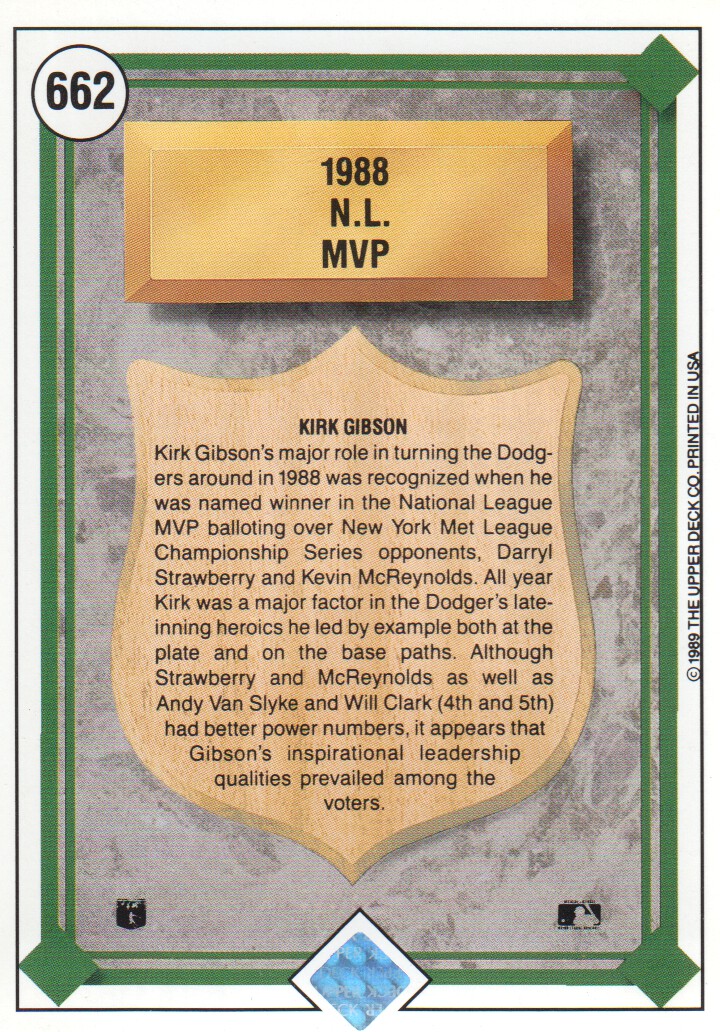 662
1988
N.L.
MVP
KIRK GIBSON
Kirk Gibson's major role in turning the Dodg-
ers around in 1988 was recognized when he
was named winner in the National League
MVP balloting over New York Met League
Championship Series opponents, Darryl
Strawberry and Kevin McReynolds. All year
Kirk was a major factor in the Dodger's late-
inning heroics he led by example both at the
plate and on the base paths. Although
Strawberry and McReynolds as well as
Andy Van Slyke and Will Clark (4th and 5th)
had better power numbers, it appears that
Gibson's inspirational leadership
qualities prevailed among the
voters.
© 1989 THE UPPER DECK CO. PRINTED IN USA